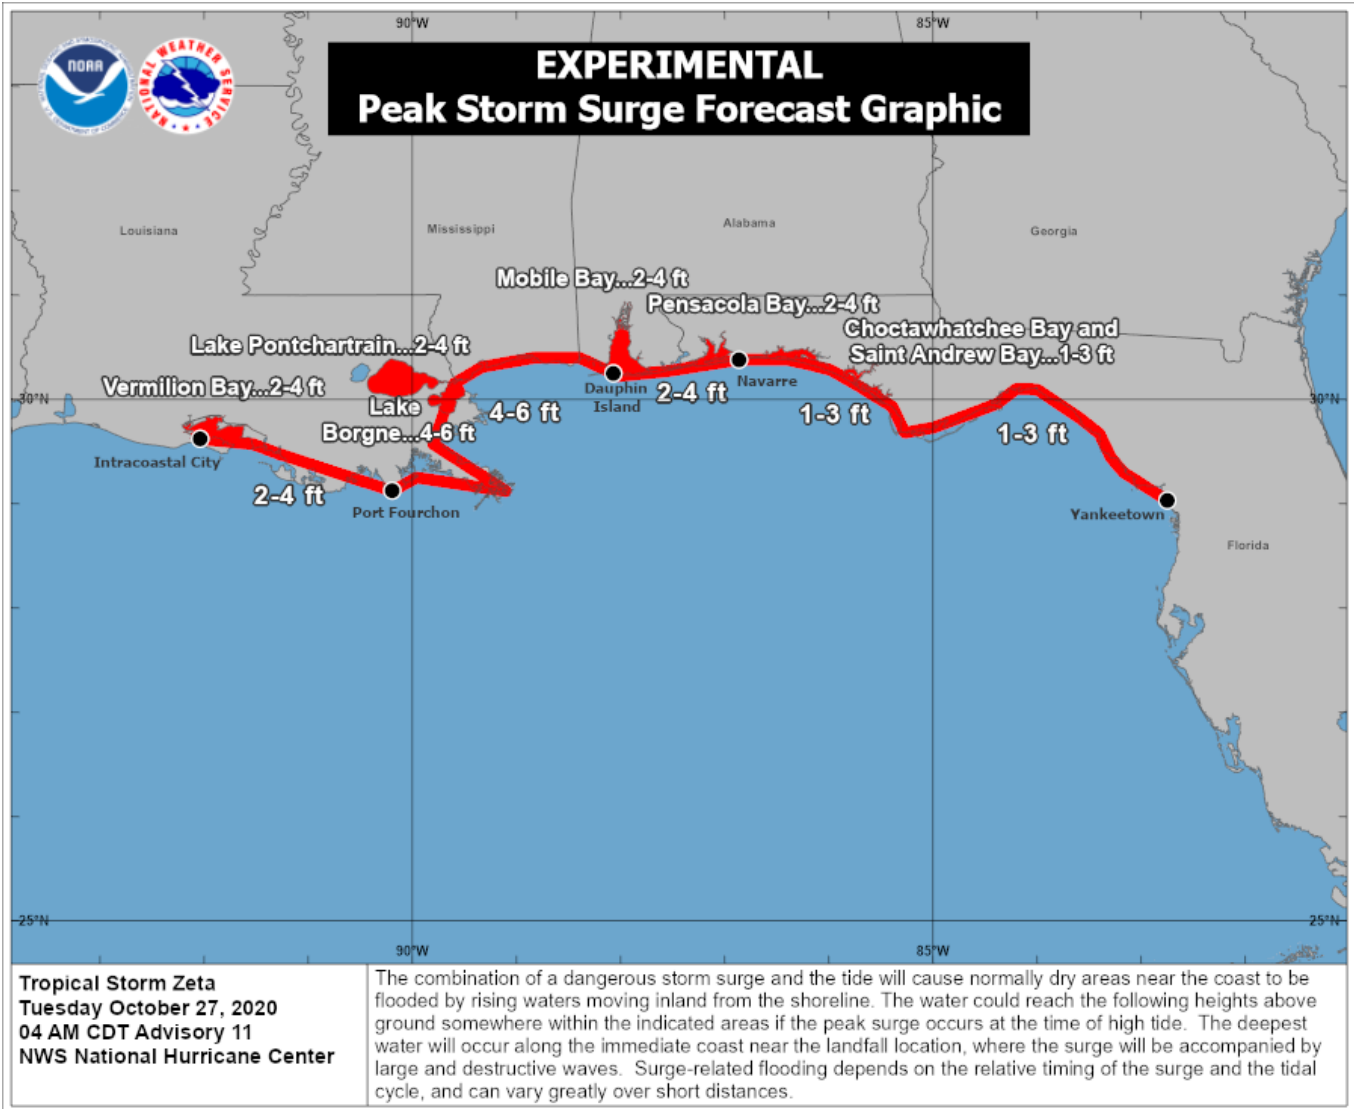 90°W
85°W
NOAA
NATIONAL WEATHER SERVICE
EXPERIMENTAL
Peak Storm Surge Forecast Graphic
Louisiana
Mississippi
Alabama
Georgia
Mobile Bay...2-4 ft
Pensacola Bay...2-4 ft
Choctawhatchee Bay and
Saint Andrew Bay...1-3 ft
Lake Pontchartrain...2-4 ft
Vermilion Bay...2-4 ft
Dauphin
Island
Navarre
30°N
30°N
Lake
Borgne...4-6 ft
4-6 ft
2-4 ft
1-3 ft
1-3 ft
Intracoastal City
2-4 ft
Port Fourchon
Yankeetown
Florida
25°N
25°N
90°W
85°W
Tropical Storm Zeta
Tuesday October 27, 2020
04 AM CDT Advisory 11
NWS National Hurricane Center
The combination of a dangerous storm surge and the tide will cause normally dry areas near the coast to be
flooded by rising waters moving inland from the shoreline. The water could reach the following heights above
ground somewhere within the indicated areas if the peak surge occurs at the time of high tide. The deepest
water will occur along the immediate coast near the landfall location, where the surge will be accompanied by
large and destructive waves. Surge-related flooding depends on the relative timing of the surge and the tidal
cycle, and can vary greatly over short distances.